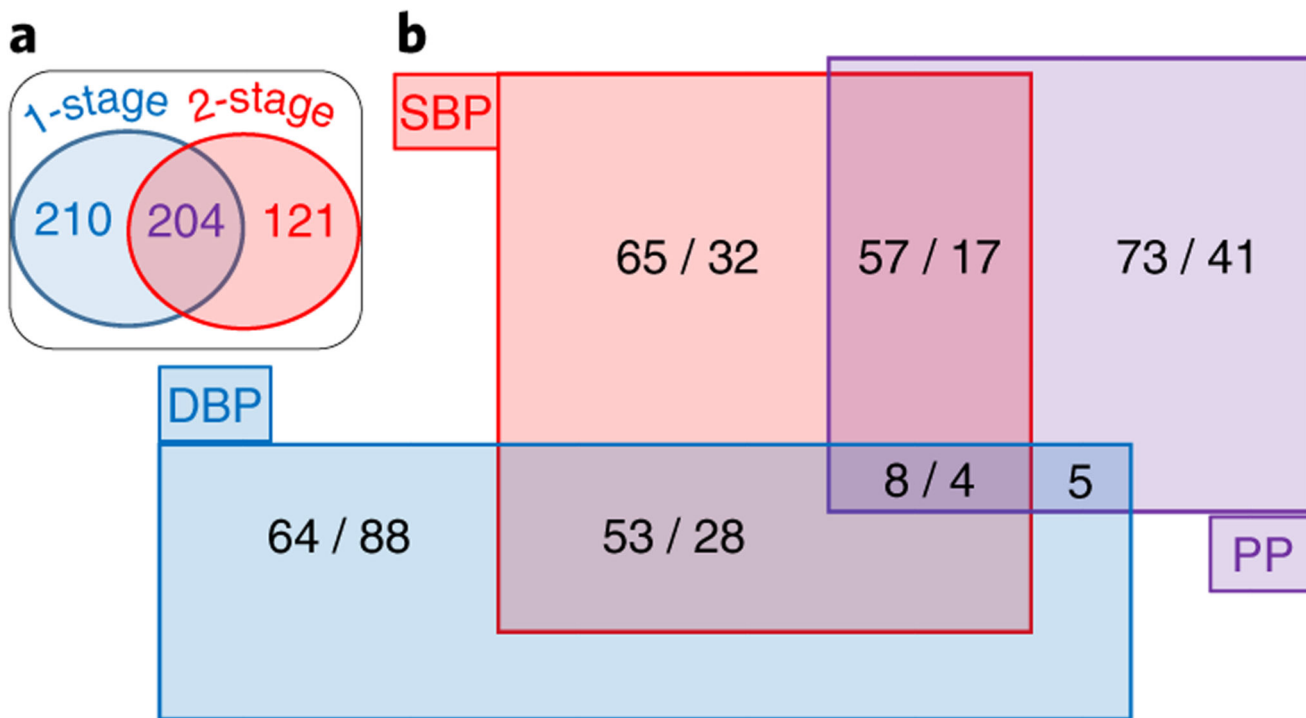 a
1-stage 2-stage
210 204 121
b
SBP
65 / 32 57 / 17 73 / 41
DBP
8 / 4 5
64 / 88 53 / 28
PP